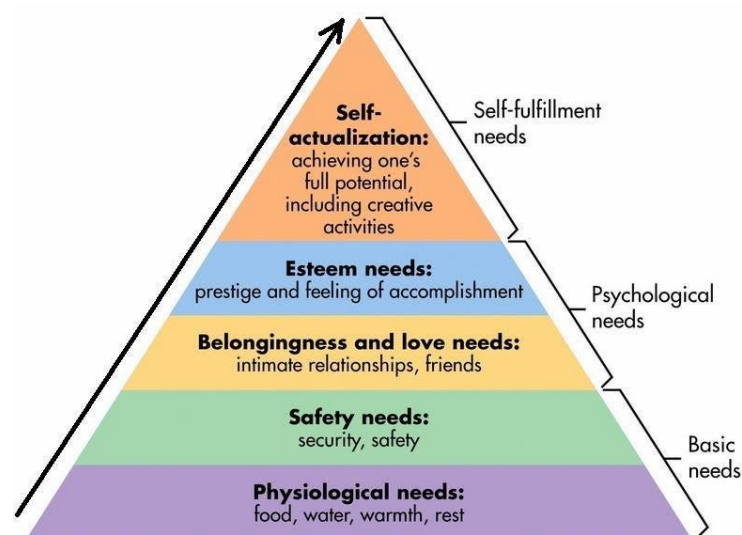 Self-
actualization:
achieving one's
full potential,
including creative
activities
Self-fulfillment
needs
Esteem needs:
prestige and feeling of accomplishment
Psychological
needs
Belongingness and love needs:
intimate relationships, friends
Safety needs:
security, safety
Basic
needs
Physiological needs:
food, water, warmth, rest